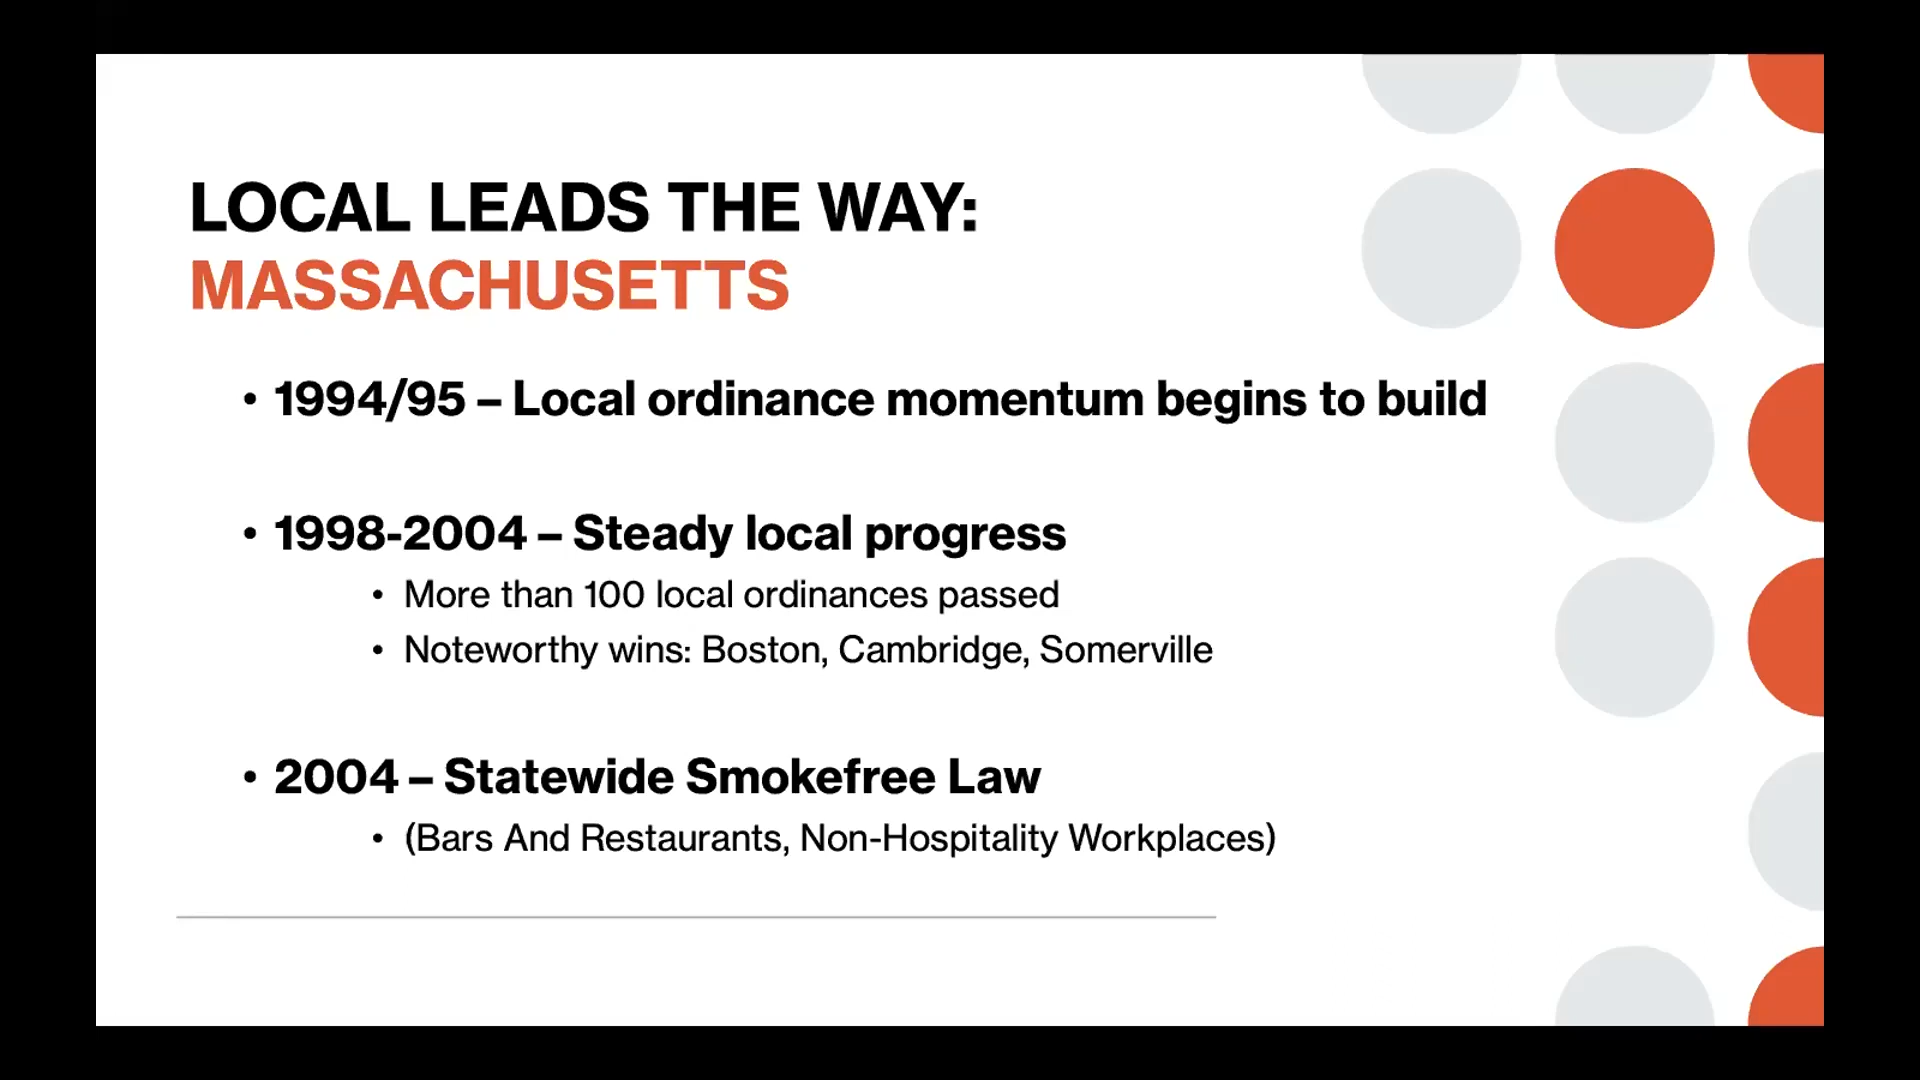 LOCAL LEADS THE WAY:
MASSACHUSETTS
• 1994/95 – Local ordinance momentum begins to build
• 1998-2004 – Steady local progress
• More than 100 local ordinances passed
• Noteworthy wins: Boston, Cambridge, Somerville
• 2004 – Statewide Smokefree Law
• (Bars And Restaurants, Non-Hospitality Workplaces)